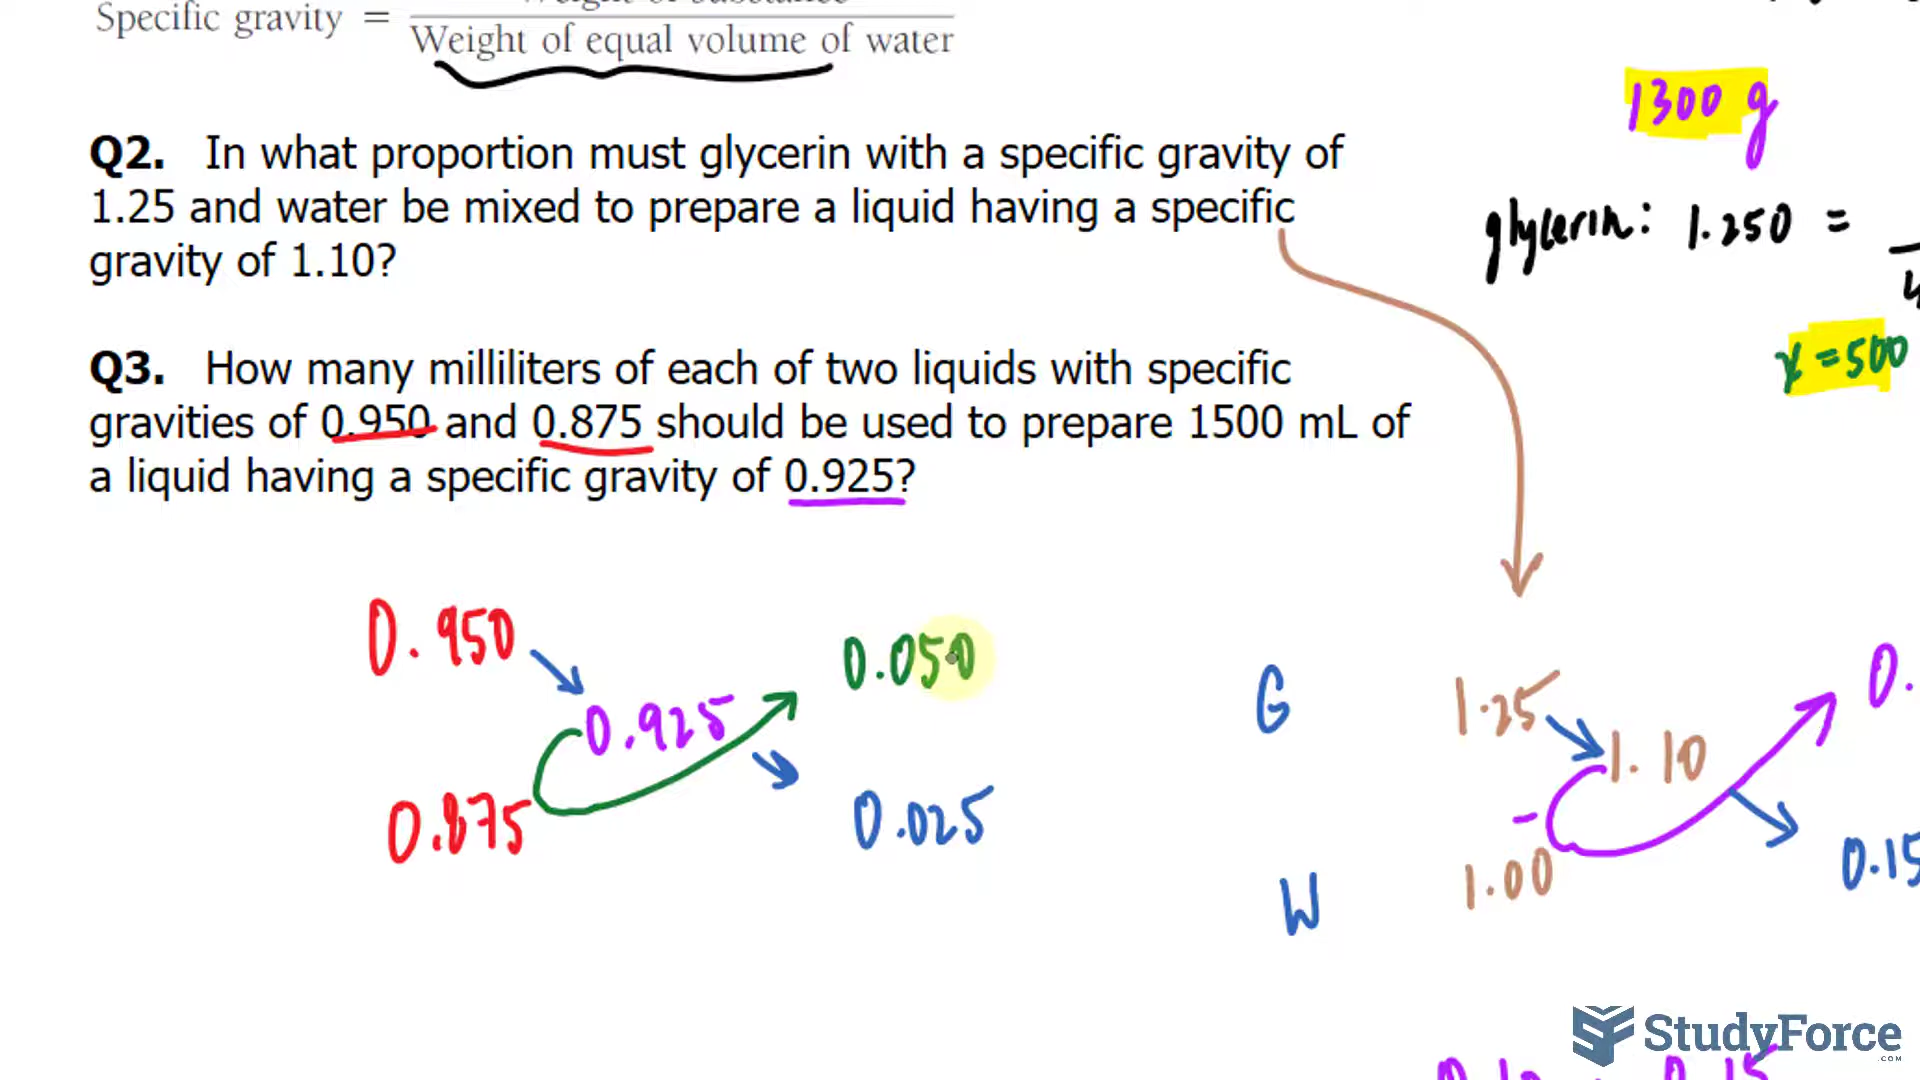 Specific gravity =
Weight of equal volume of water
1300 g
Q2. In what proportion must glycerin with a specific gravity of
1.25 and water be mixed to prepare a liquid having a specific
gravity of 1.10?
glycerin: 1.250 =
x = 500
Q3. How many milliliters of each of two liquids with specific
gravities of 0.950 and 0.875 should be used to prepare 1500 mL of
a liquid having a specific gravity of 0.925?
0.950
0.050
0.925
0.875
0.025
G
1.25
1.10
0.
W
1.00
0.15
StudyForce
.COM